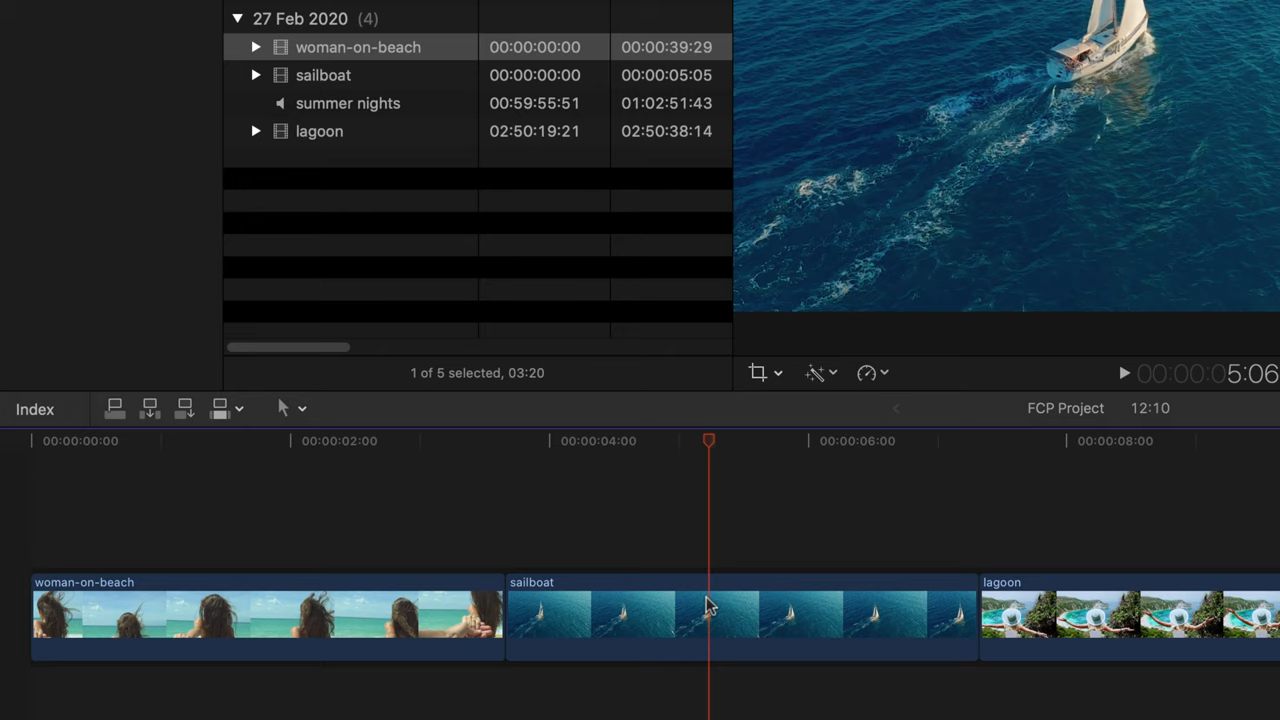 27 Feb 2020 (4)
woman-on-beach 00:00:00:00 00:00:39:29
sailboat 00:00:00:00 00:00:05:05
summer nights 00:59:55:51 01:02:51:43
lagoon 02:50:19:21 02:50:38:14
1 of 5 selected, 03:20
00:00:05:06
Index
FCP Project 12:10
00:00:00:00 00:00:02:00 00:00:04:00 00:00:06:00 00:00:08:00
woman-on-beach sailboat lagoon